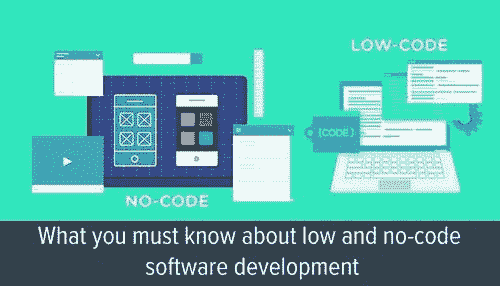 LOW-CODE
{CODE}
NO-CODE
What you must know about low and no-code
software development